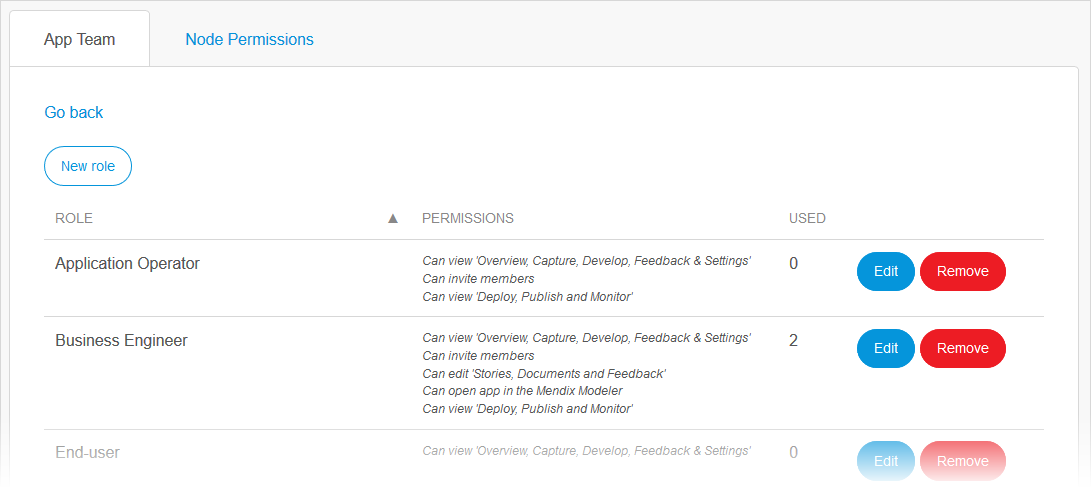 App Team
Node Permissions
Go back
New role
ROLE ▲ PERMISSIONS USED
Application Operator
Can view 'Overview, Capture, Develop, Feedback & Settings'
Can invite members
Can view 'Deploy, Publish and Monitor'
0
Edit
Remove
Business Engineer
Can view 'Overview, Capture, Develop, Feedback & Settings'
Can invite members
Can edit 'Stories, Documents and Feedback'
Can open app in the Mendix Modeler
Can view 'Deploy, Publish and Monitor'
2
Edit
Remove
End-user
Can view 'Overview, Capture, Develop, Feedback & Settings'
0
Edit
Remove